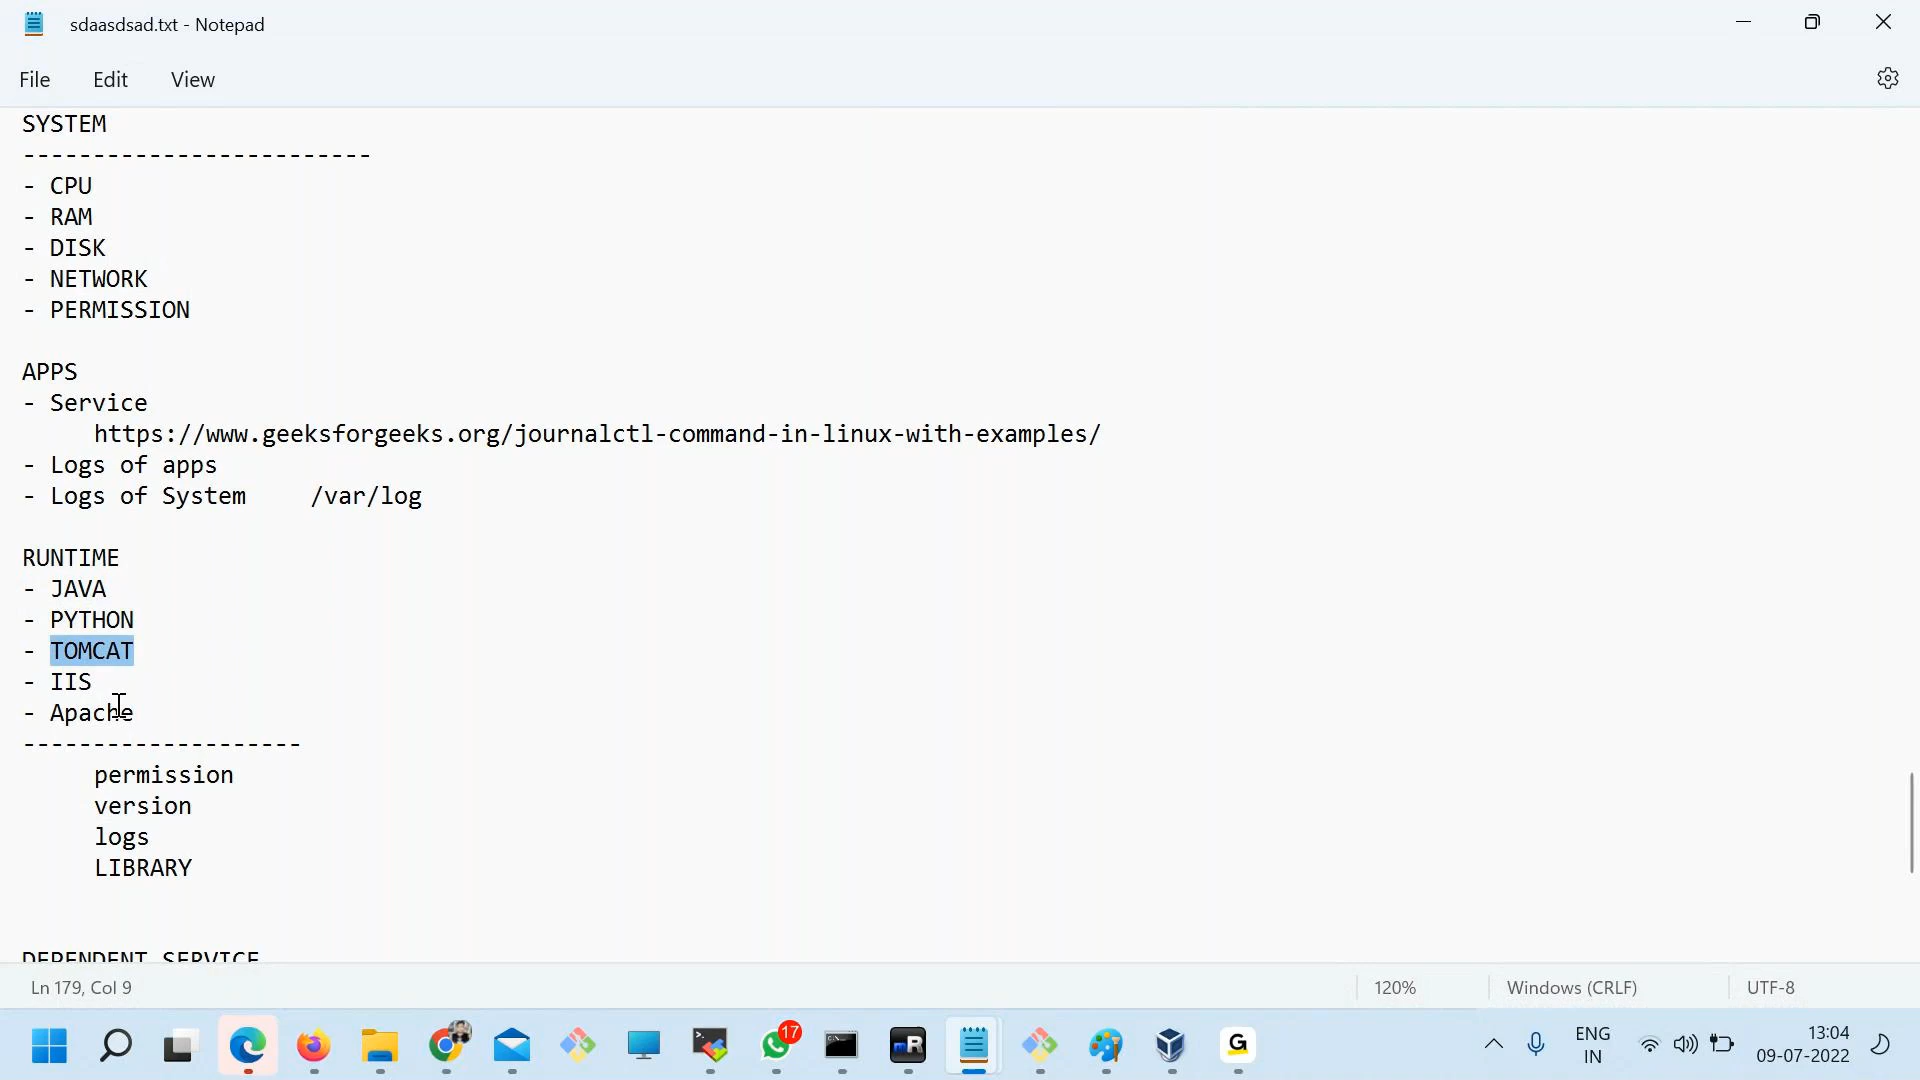 sdaasdsad.txt - Notepad
File Edit View
SYSTEM
-------------------------
- CPU
- RAM
- DISK
- NETWORK
- PERMISSION
APPS
- Service
https://www.geeksforgeeks.org/journalctl-command-in-linux-with-examples/
- Logs of apps
- Logs of System /var/log
RUNTIME
- JAVA
- PYTHON
- TOMCAT
- IIS
- Apache
--------------------
permission
version
logs
LIBRARY
DEPENDENT SERVICE
Ln 179, Col 9 120% Windows (CRLF) UTF-8
17
R
G
ENG
IN
13:04
09-07-2022